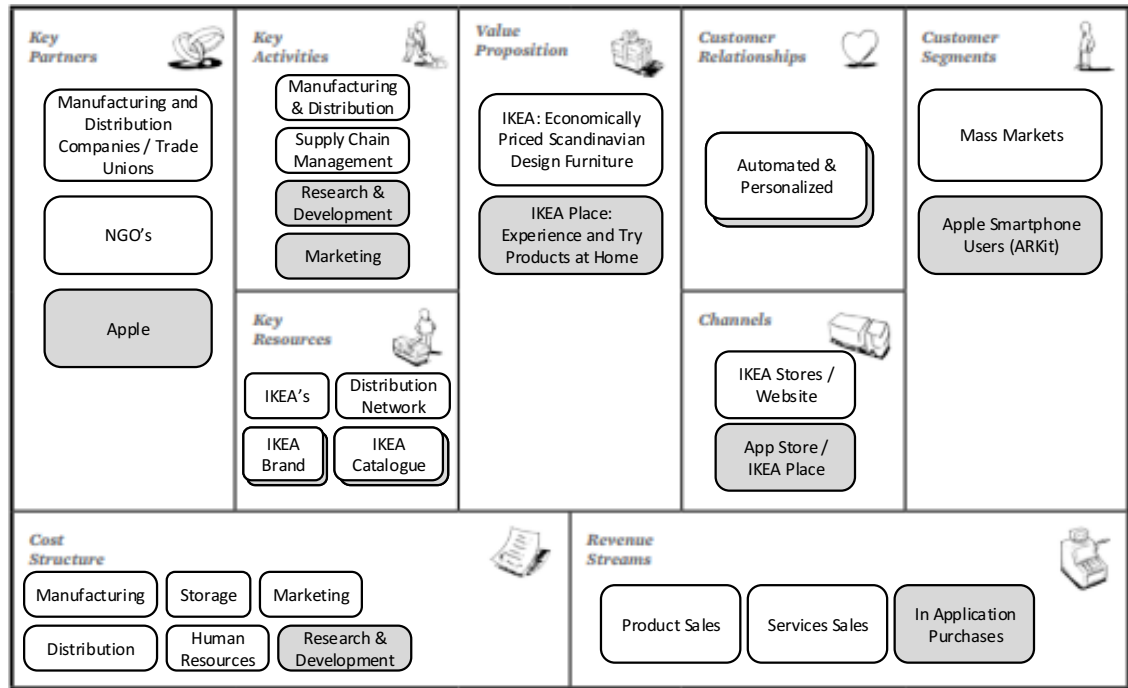 Key
Partners
Manufacturing and
Distribution
Companies / Trade
Unions
NGO's
Apple
Key
Activities
Manufacturing
& Distribution
Supply Chain
Management
Research &
Development
Marketing
Key
Resources
IKEA's
Distribution
Network
IKEA
Brand
IKEA
Catalogue
Value
Proposition
IKEA: Economically
Priced Scandinavian
Design Furniture
IKEA Place:
Experience and Try
Products at Home
Customer
Relationships
Automated &
Personalized
Channels
IKEA Stores /
Website
App Store /
IKEA Place
Customer
Segments
Mass Markets
Apple Smartphone
Users (ARKit)
Cost
Structure
Manufacturing
Storage
Marketing
Distribution
Human
Resources
Research &
Development
Revenue
Streams
Product Sales
Services Sales
In Application
Purchases